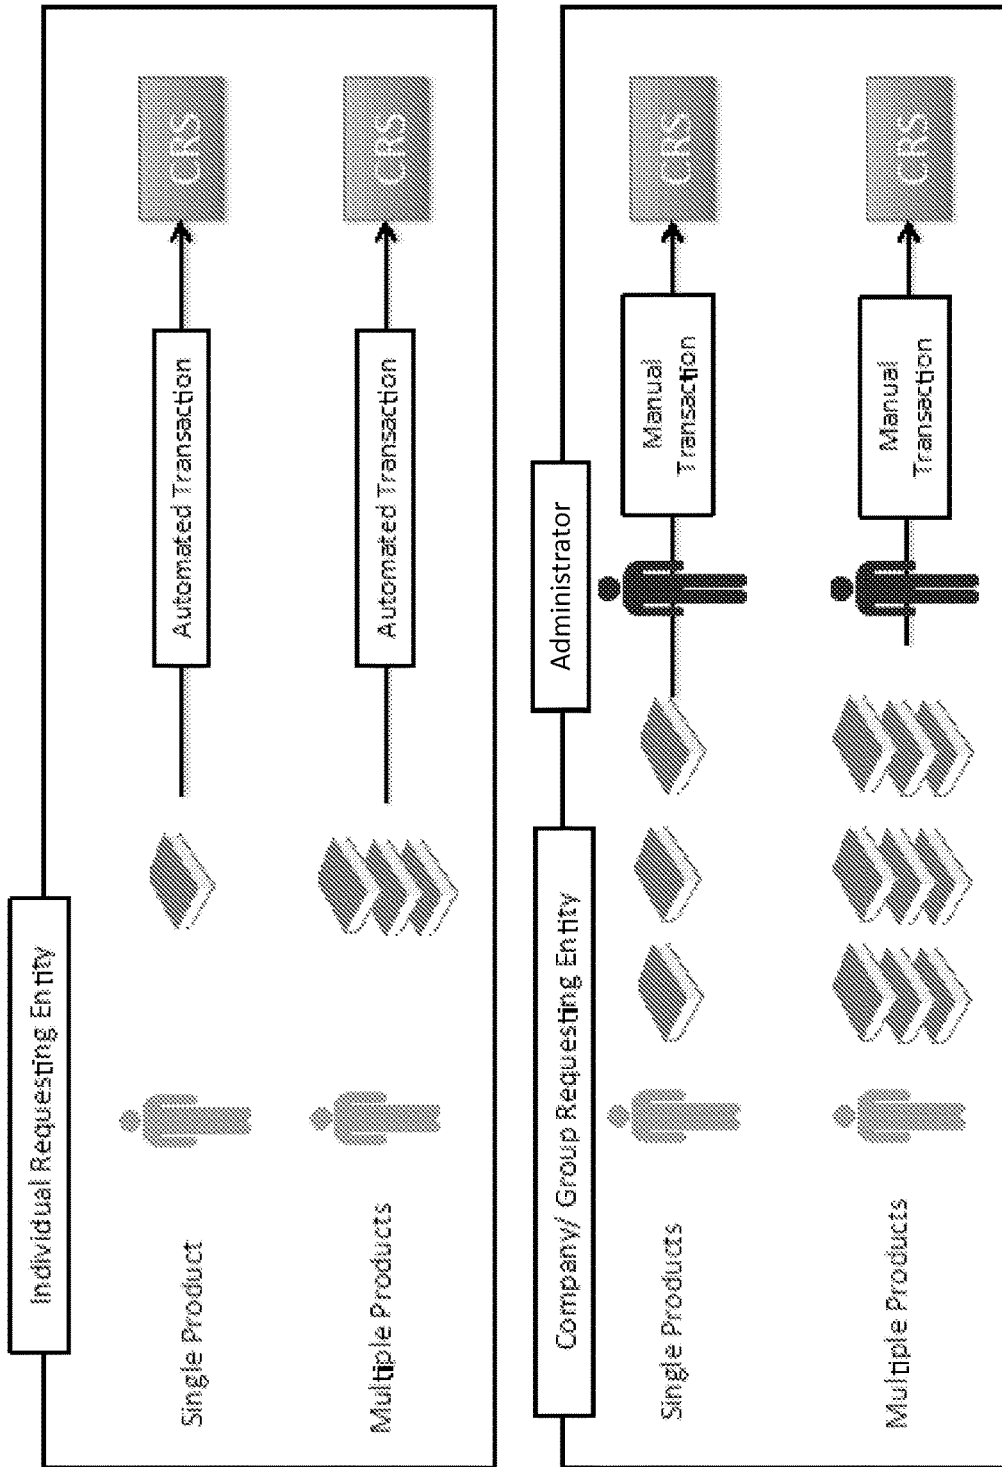 Individual Requesting Entity
Single Product
Automated Transaction
CRS
Multiple Products
Automated Transaction
CRS
Company/ Group Requesting Entity
Administrator
Single Products
Manual
Transaction
CRS
Multiple Products
Manual
Transaction
CRS